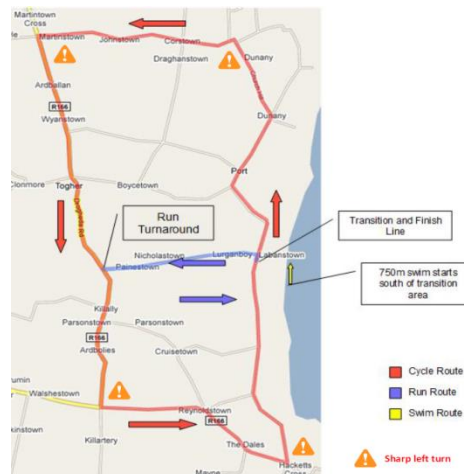 Martintown
Cross
Martinstown
Johnstown
Corstown
Draghanstown
Dunany
Ardballan
R166
Wyanstown
Dunany
Clonmore
Togher
Boycetown
Port
Run
Turnaround
Transition and Finish
Line
Nicholastown
Lurganboy
Labanstown
Painestown
750m swim starts
south of transition
area
Killally
Parsonstown
Parsonstown
R166
Ardbolies
Cruisetown
Cycle Route
Run Route
Swim Route
Walshestown
Reynoldstown
R166
Killartery
The Dales
Sharp left turn
Hacketts
Cross